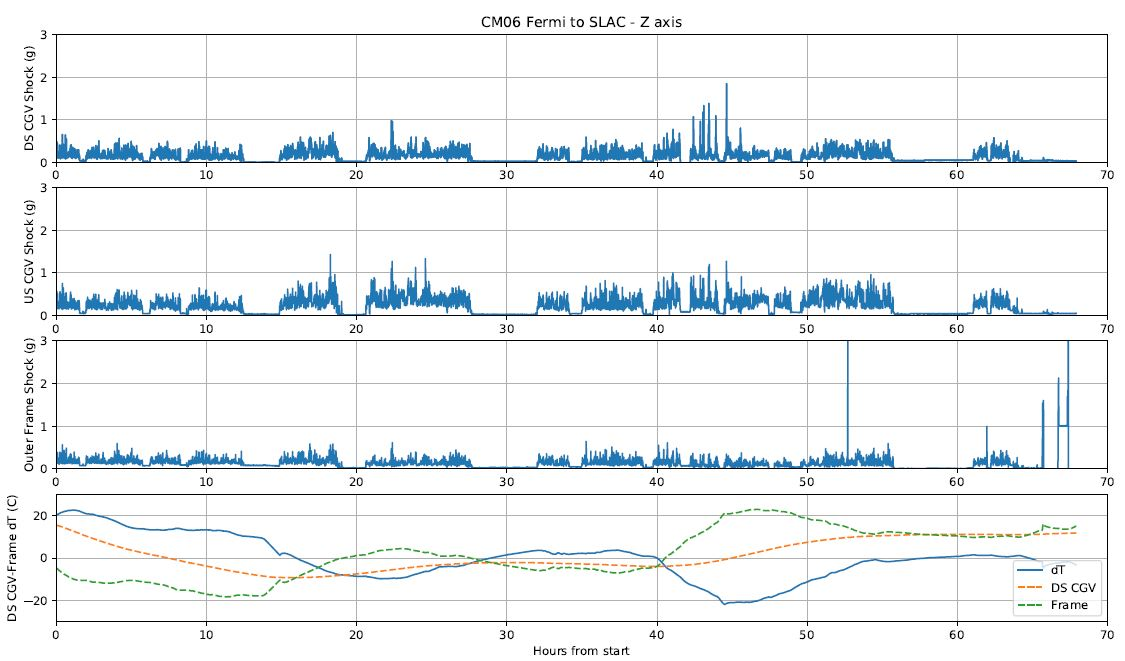 CM06 Fermi to SLAC - Z axis
DS CGV Shock (g)
3
2
1
0
0 10 20 30 40 50 60 70
US CGV Shock (g)
3
2
1
0
0 10 20 30 40 50 60 70
Outer Frame Shock (g)
3
2
1
0
0 10 20 30 40 50 60 70
DS CGV-Frame dT (C)
20
0
−20
dT
DS CGV
Frame
0 10 20 30 40 50 60 70
Hours from start